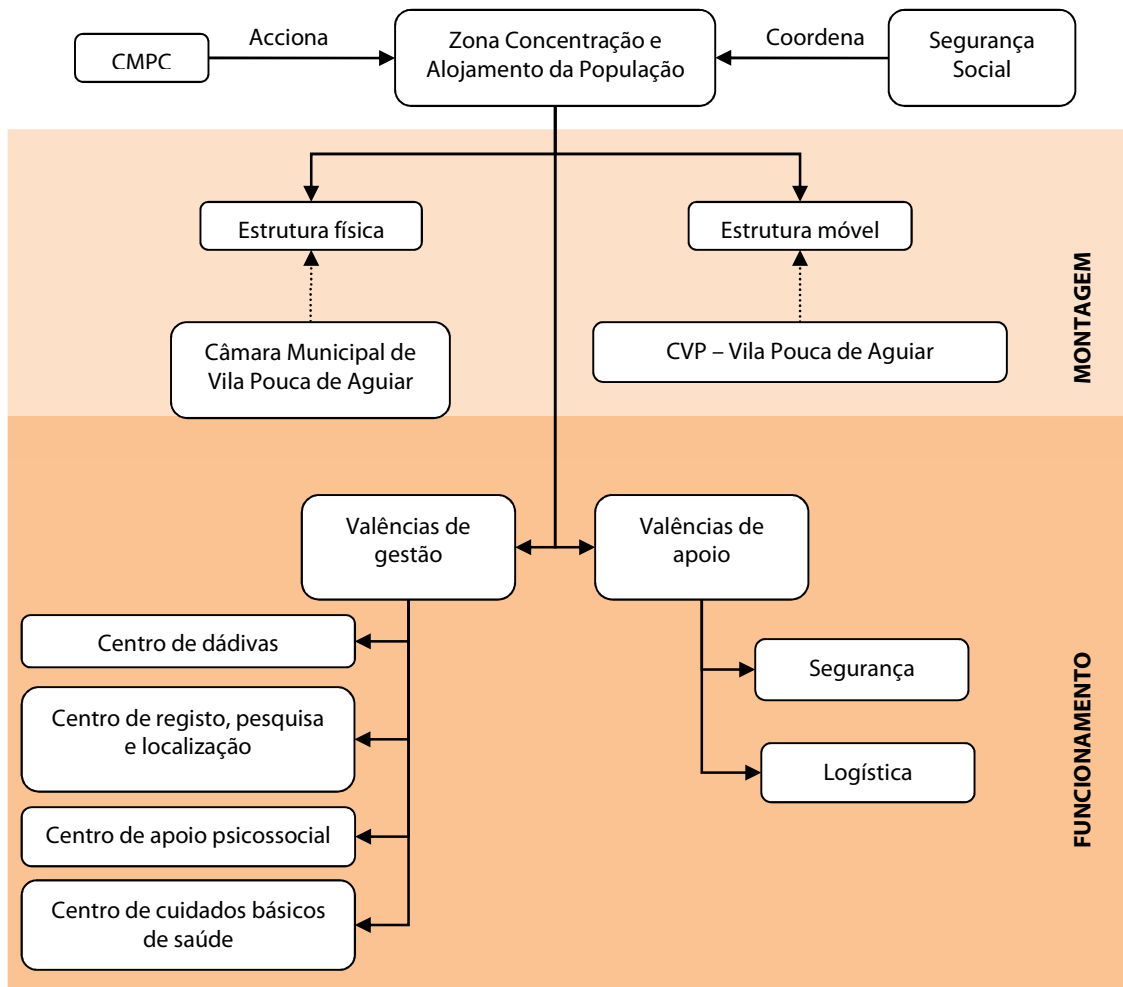 CMPC
Acciona
Zona Concentração e
Alojamento da População
Coordena
Segurança
Social
Estrutura física
Estrutura móvel
Câmara Municipal de
Vila Pouca de Aguiar
CVP – Vila Pouca de Aguiar
MONTAGEM
Valências de
gestão
Valências de
apoio
Centro de dádivas
Centro de registo, pesquisa
e localização
Centro de apoio psicossocial
Centro de cuidados básicos
de saúde
Segurança
Logística
FUNCIONAMENTO